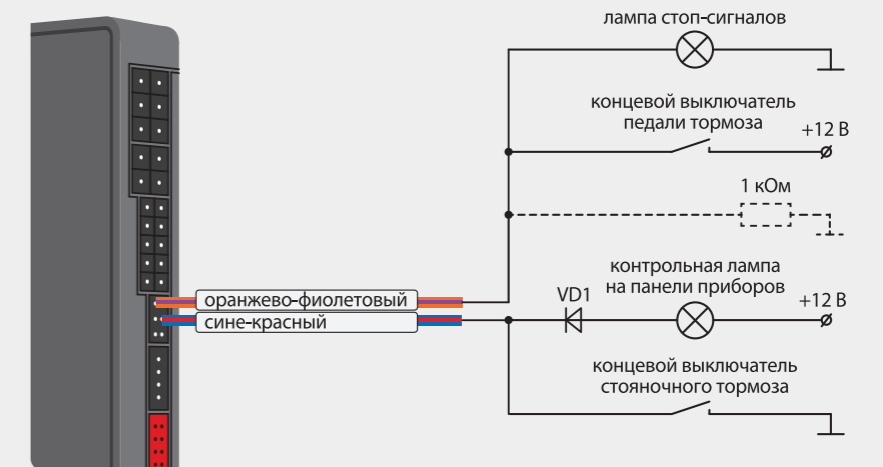 лампа стоп-сигналов
концевой выключатель
педали тормоза
+12 В
1 кОм
контрольная лампа
на панели приборов
VD1
+12 В
оранжево-фиолетовый
сине-красный
концевой выключатель
стояночного тормоза